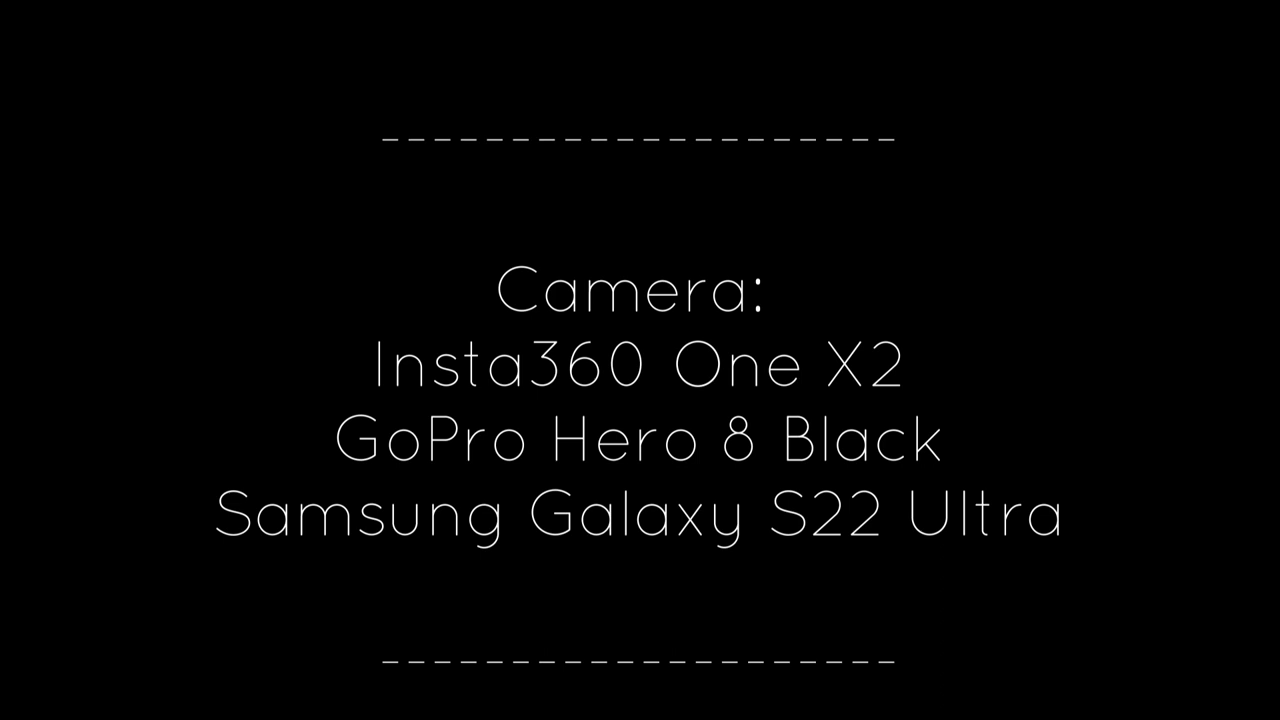 --------------------
Camera:
Insta360 One X2
GoPro Hero 8 Black
Samsung Galaxy S22 Ultra
--------------------